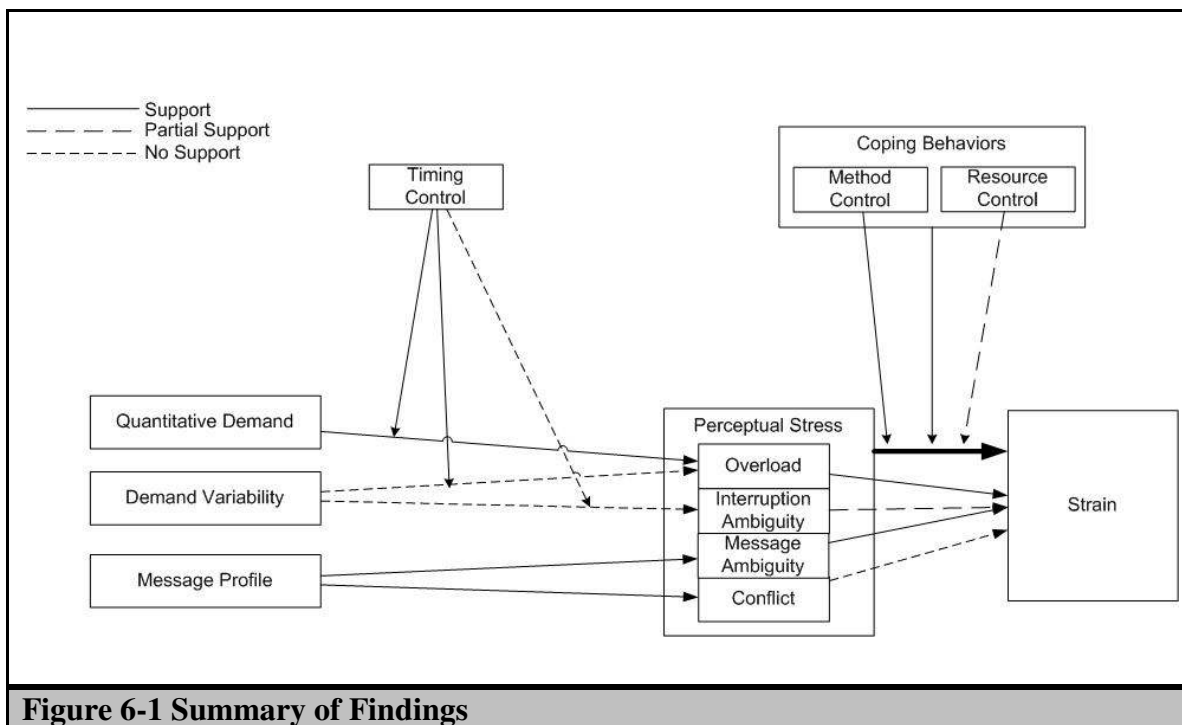 Support
Partial Support
No Support
Timing
Control
Coping Behaviors
Method
Control
Resource
Control
Quantitative Demand
Demand Variability
Message Profile
Perceptual Stress
Overload
Interruption
Ambiguity
Message
Ambiguity
Conflict
Strain
Figure 6-1 Summary of Findings